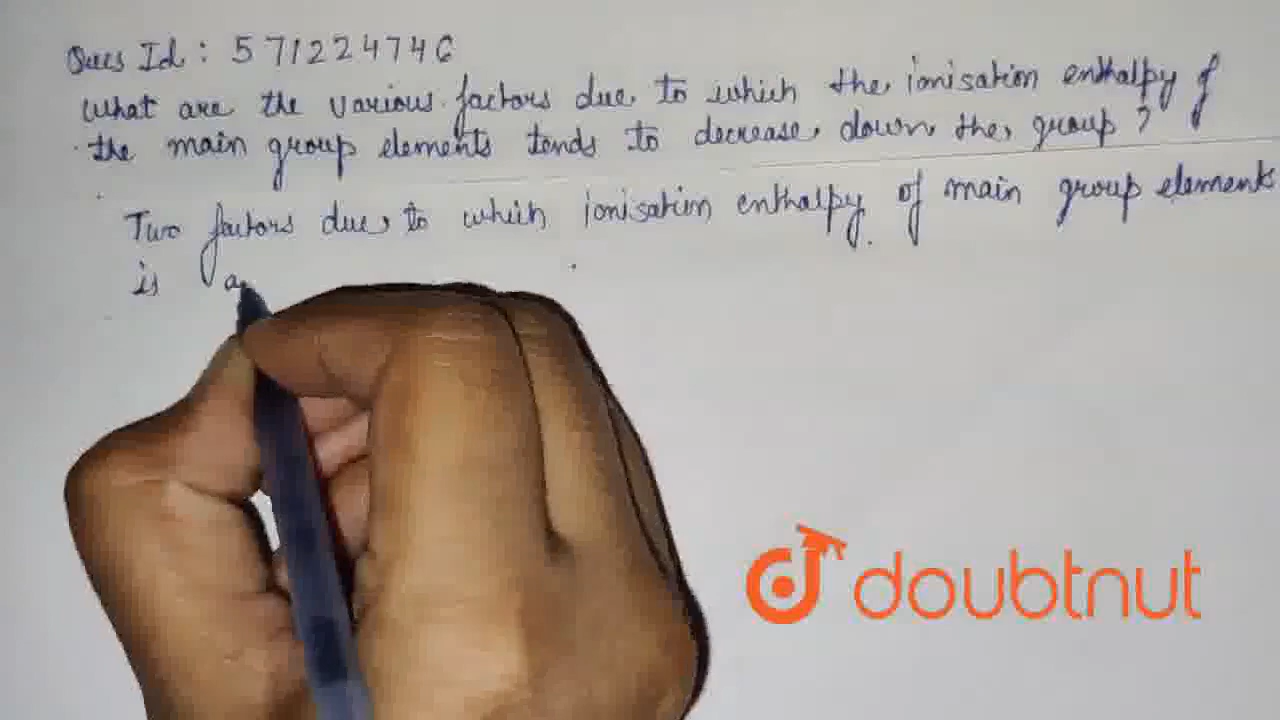 Ques Id : 571224746
What are the various factors due to which the ionisation enthalpy of
the main group elements tends to decrease down the group ?
Two factors due to which ionisation enthalpy of main group elements
is
doubtnut